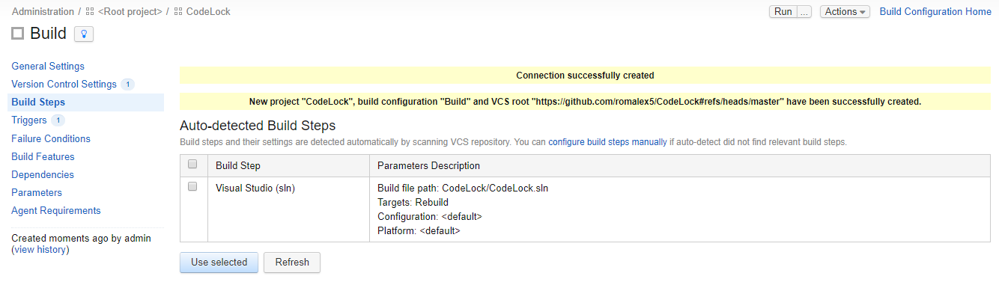 Administration / <Root project> / CodeLock Run ... Actions Build Configuration Home
Build
General Settings
Version Control Settings 1
Build Steps
Triggers 1
Failure Conditions
Build Features
Dependencies
Parameters
Agent Requirements
Created moments ago by admin
(view history)
Connection successfully created
New project "CodeLock", build configuration "Build" and VCS root "https://github.com/romalex5/CodeLock#refs/heads/master" have been successfully created.
Auto-detected Build Steps
Build steps and their settings are detected automatically by scanning VCS repository. You can configure build steps manually if auto-detect did not find relevant build steps.
Build Step Parameters Description
Visual Studio (sln) Build file path: CodeLock/CodeLock.sln
Targets: Rebuild
Configuration: <default>
Platform: <default>
Use selected Refresh